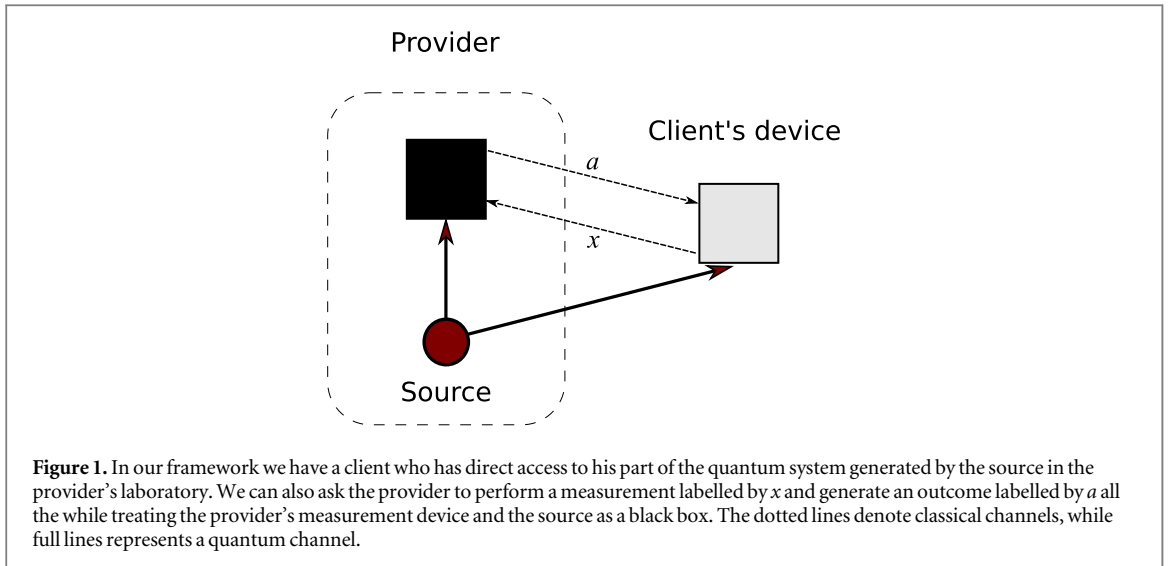 Provider
Client's device
a
x
Source
Figure 1. In our framework we have a client who has direct access to his part of the quantum system generated by the source in the
provider's laboratory. We can also ask the provider to perform a measurement labelled by x and generate an outcome labelled by a all
the while treating the provider's measurement device and the source as a black box. The dotted lines denote classical channels, while
full lines represents a quantum channel.